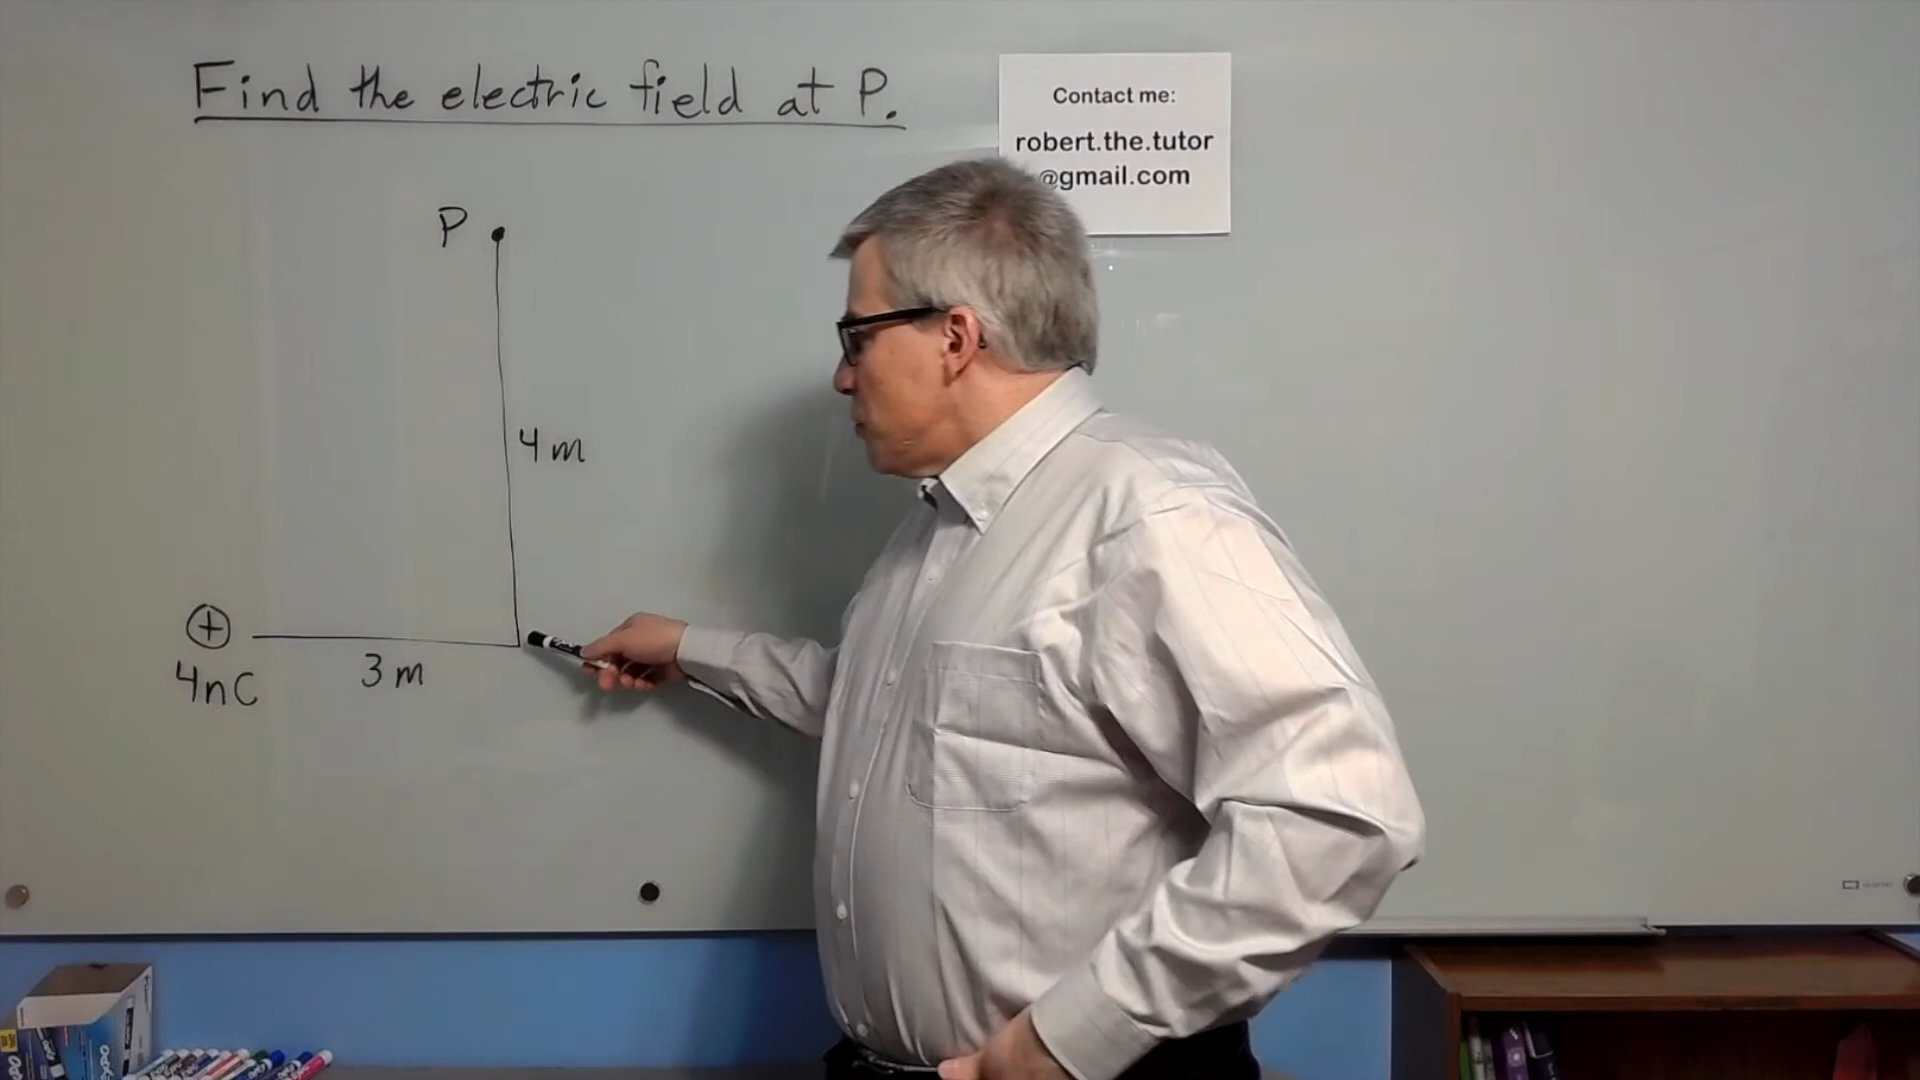 Find the electric field at P.
Contact me:
robert.the.tutor
@gmail.com
P
4 m
+
3 m
4nC